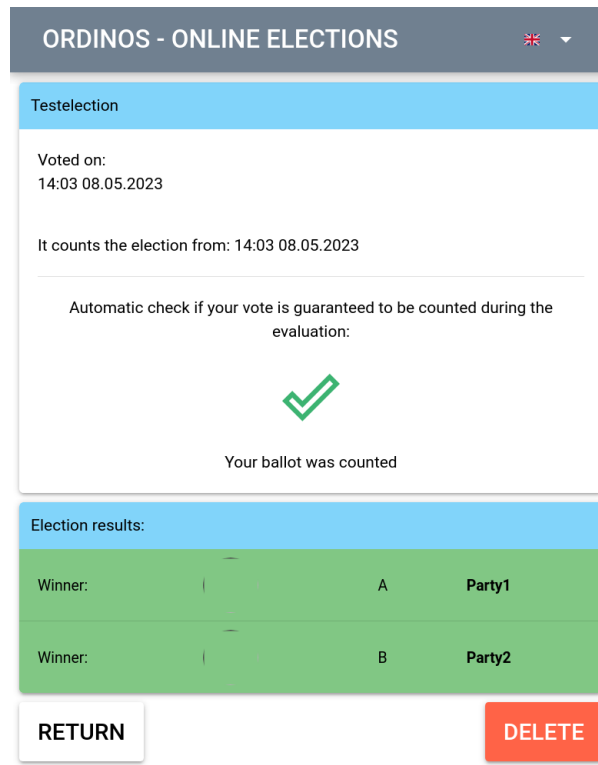 ORDINOS - ONLINE ELECTIONS
Testelection
Voted on:
14:03 08.05.2023
It counts the election from: 14:03 08.05.2023
Automatic check if your vote is guaranteed to be counted during the
evaluation:
Your ballot was counted
Election results:
Winner: A Party1
Winner: B Party2
RETURN DELETE